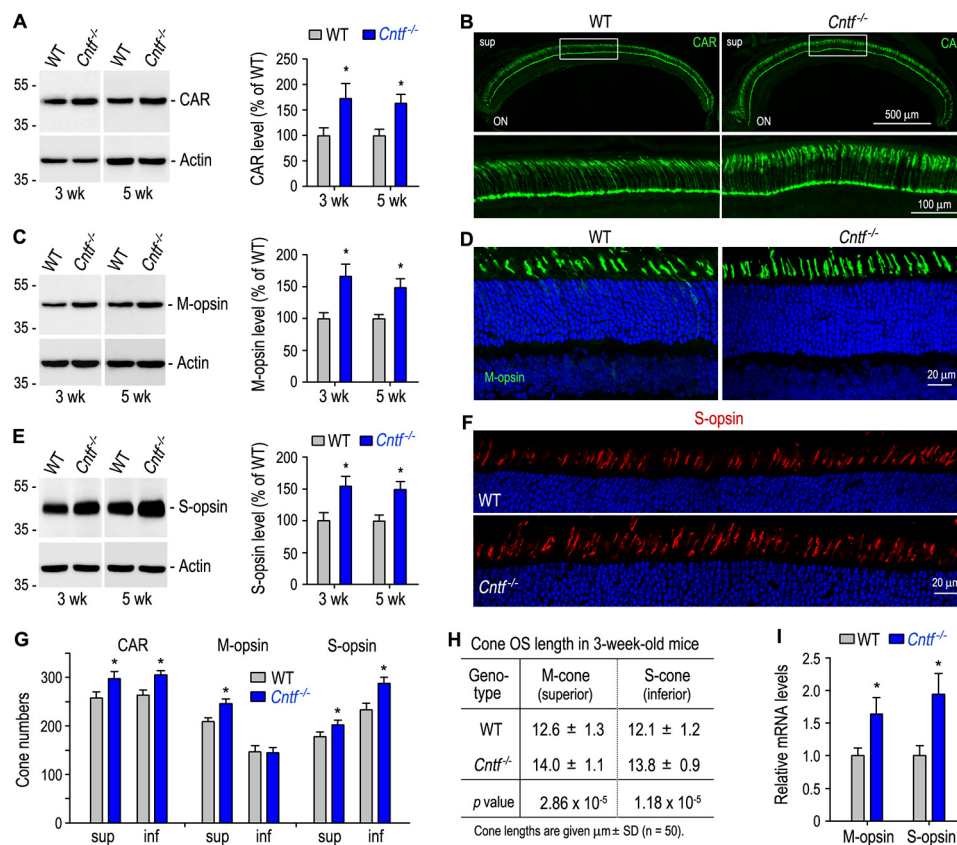 A
WT
Cntf-/-
WT
Cntf-/-
55 -
- CAR
35 -
- Actin
3 wk
5 wk
WT Cntf-/-
CAR level (% of WT)
250
200
150
100
50
0
*
*
3 wk
5 wk
B
WT
Cntf-/-
sup
CAR
ON
sup
CA
ON
500 μm
100 μm
C
WT
Cntf-/-
WT
Cntf-/-
55 -
- M-opsin
35 -
- Actin
35 -
3 wk
5 wk
M-opsin level (% of WT)
200
150
100
50
0
*
*
3 wk
5 wk
D
WT
Cntf-/-
M-opsin
20 μm
E
WT
Cntf-/-
WT
Cntf-/-
55 -
- S-opsin
35 -
- Actin
35 -
3 wk
5 wk
WT Cntf-/-
S-opsin level (% of WT)
200
150
100
50
0
*
*
3 wk
5 wk
F
S-opsin
WT
Cntf-/-
20 μm
G
CAR
M-opsin
S-opsin
WT
Cntf-/-
Cone numbers
300
200
100
0
*
*
*
*
*
sup
inf
sup
inf
sup
inf
H Cone OS length in 3-week-old mice
Geno-type
M-cone (superior)
S-cone (inferior)
WT 12.6 ± 1.3 12.1 ± 1.2
Cntf-/- 14.0 ± 1.1 13.8 ± 0.9
p value 2.86 x 10-5 1.18 x 10-5
Cone lengths are given μm ± SD (n = 50).
I
WT Cntf-/-
Relative mRNA levels
2.5
2.0
1.5
1.0
0.5
0
*
*
M-opsin
S-opsin